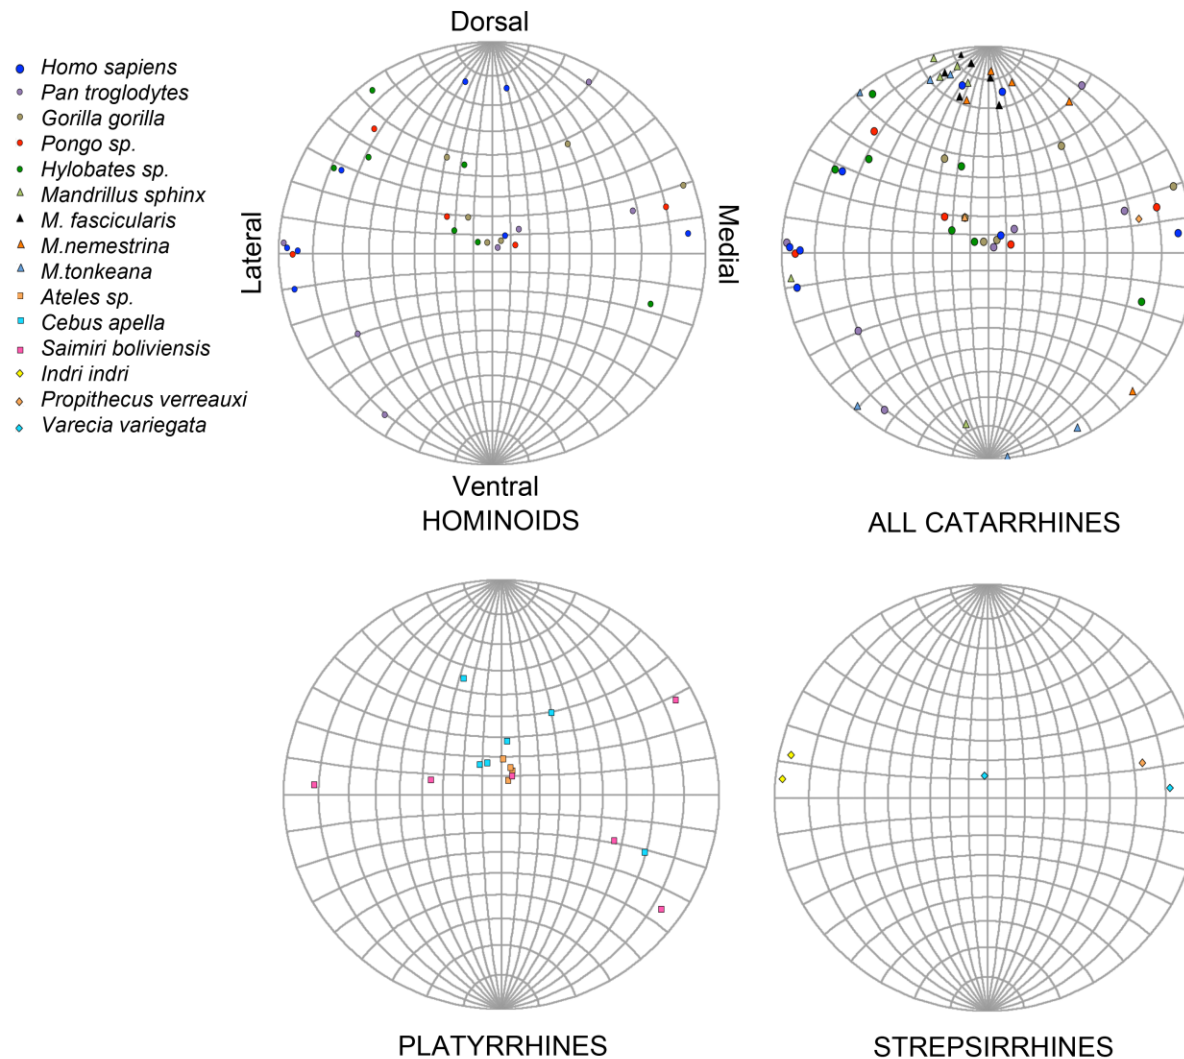 Dorsal
Homo sapiens
Pan troglodytes
Gorilla gorilla
Pongo sp.
Hylobates sp.
Mandrillus sphinx
M. fascicularis
M.nemestrina
M.tonkeana
Ateles sp.
Cebus apella
Saimiri boliviensis
Indri indri
Propithecus verreauxi
Varecia variegata
Lateral
Medial
Ventral
HOMINOIDS
ALL CATARRHINES
PLATYRRHINES
STREPSIRRHINES